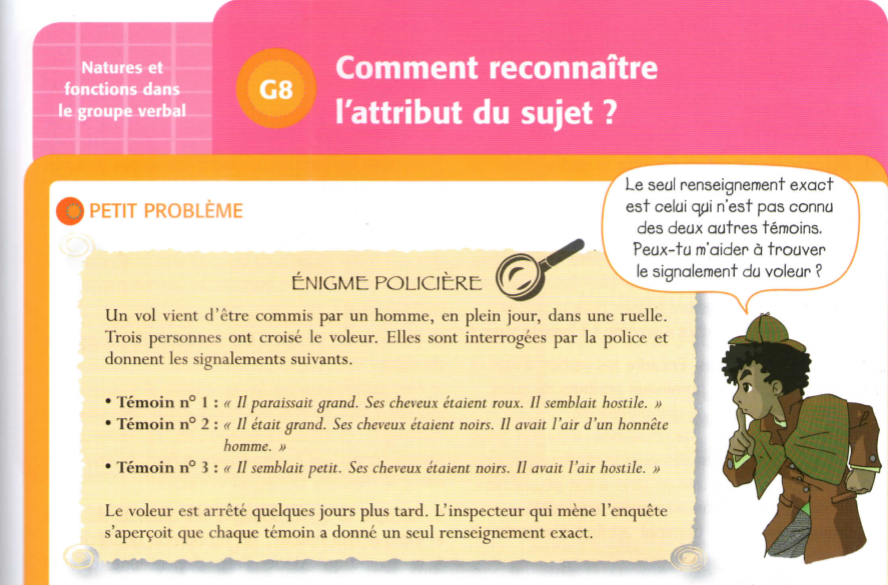 Natures et
fonctions dans
le groupe verbal
G8
Comment reconnaître
l'attribut du sujet ?
PETIT PROBLÈME
Le seul renseignement exact
est celui qui n'est pas connu
des deux autres témoins.
Peux-tu m'aider à trouver
le signalement du voleur ?
ÉNIGME POLICIÈRE
Un vol vient d'être commis par un homme, en plein jour, dans une ruelle.
Trois personnes ont croisé le voleur. Elles sont interrogées par la police et
donnent les signalements suivants.
• Témoin n° 1 : « Il paraissait grand. Ses cheveux étaient roux. Il semblait hostile. »
• Témoin n° 2 : « Il était grand. Ses cheveux étaient noirs. Il avait l'air d'un honnête
homme. »
• Témoin n° 3 : « Il semblait petit. Ses cheveux étaient noirs. Il avait l'air hostile. »
Le voleur est arrêté quelques jours plus tard. L'inspecteur qui mène l'enquête
s'aperçoit que chaque témoin a donné un seul renseignement exact.